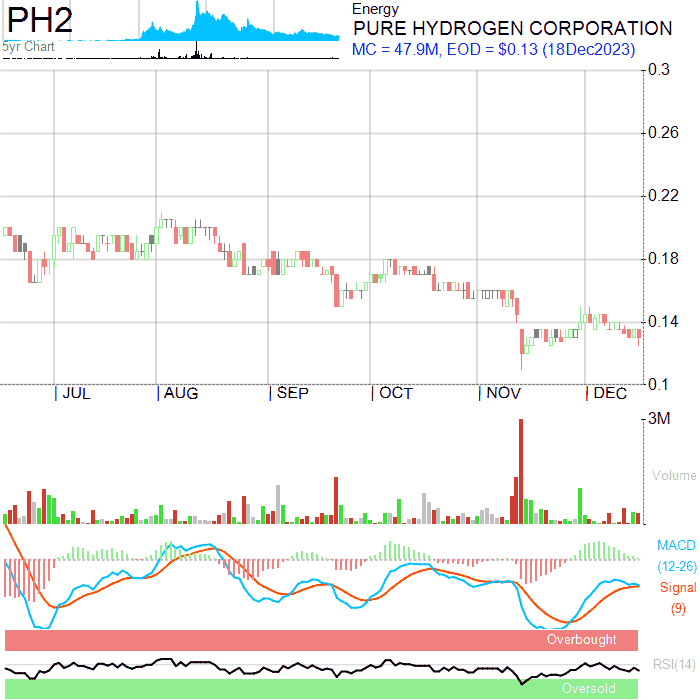 PH2
5yr Chart
Energy
PURE HYDROGEN CORPORATION
MC = 47.9M, EOD = $0.13 (18Dec2023)
0.3
0.26
0.22
0.18
0.14
0.1
JUL AUG SEP OCT NOV DEC
3M
Volume
MACD
(12-26)
Signal
(9)
Overbought
RSI(14)
Oversold